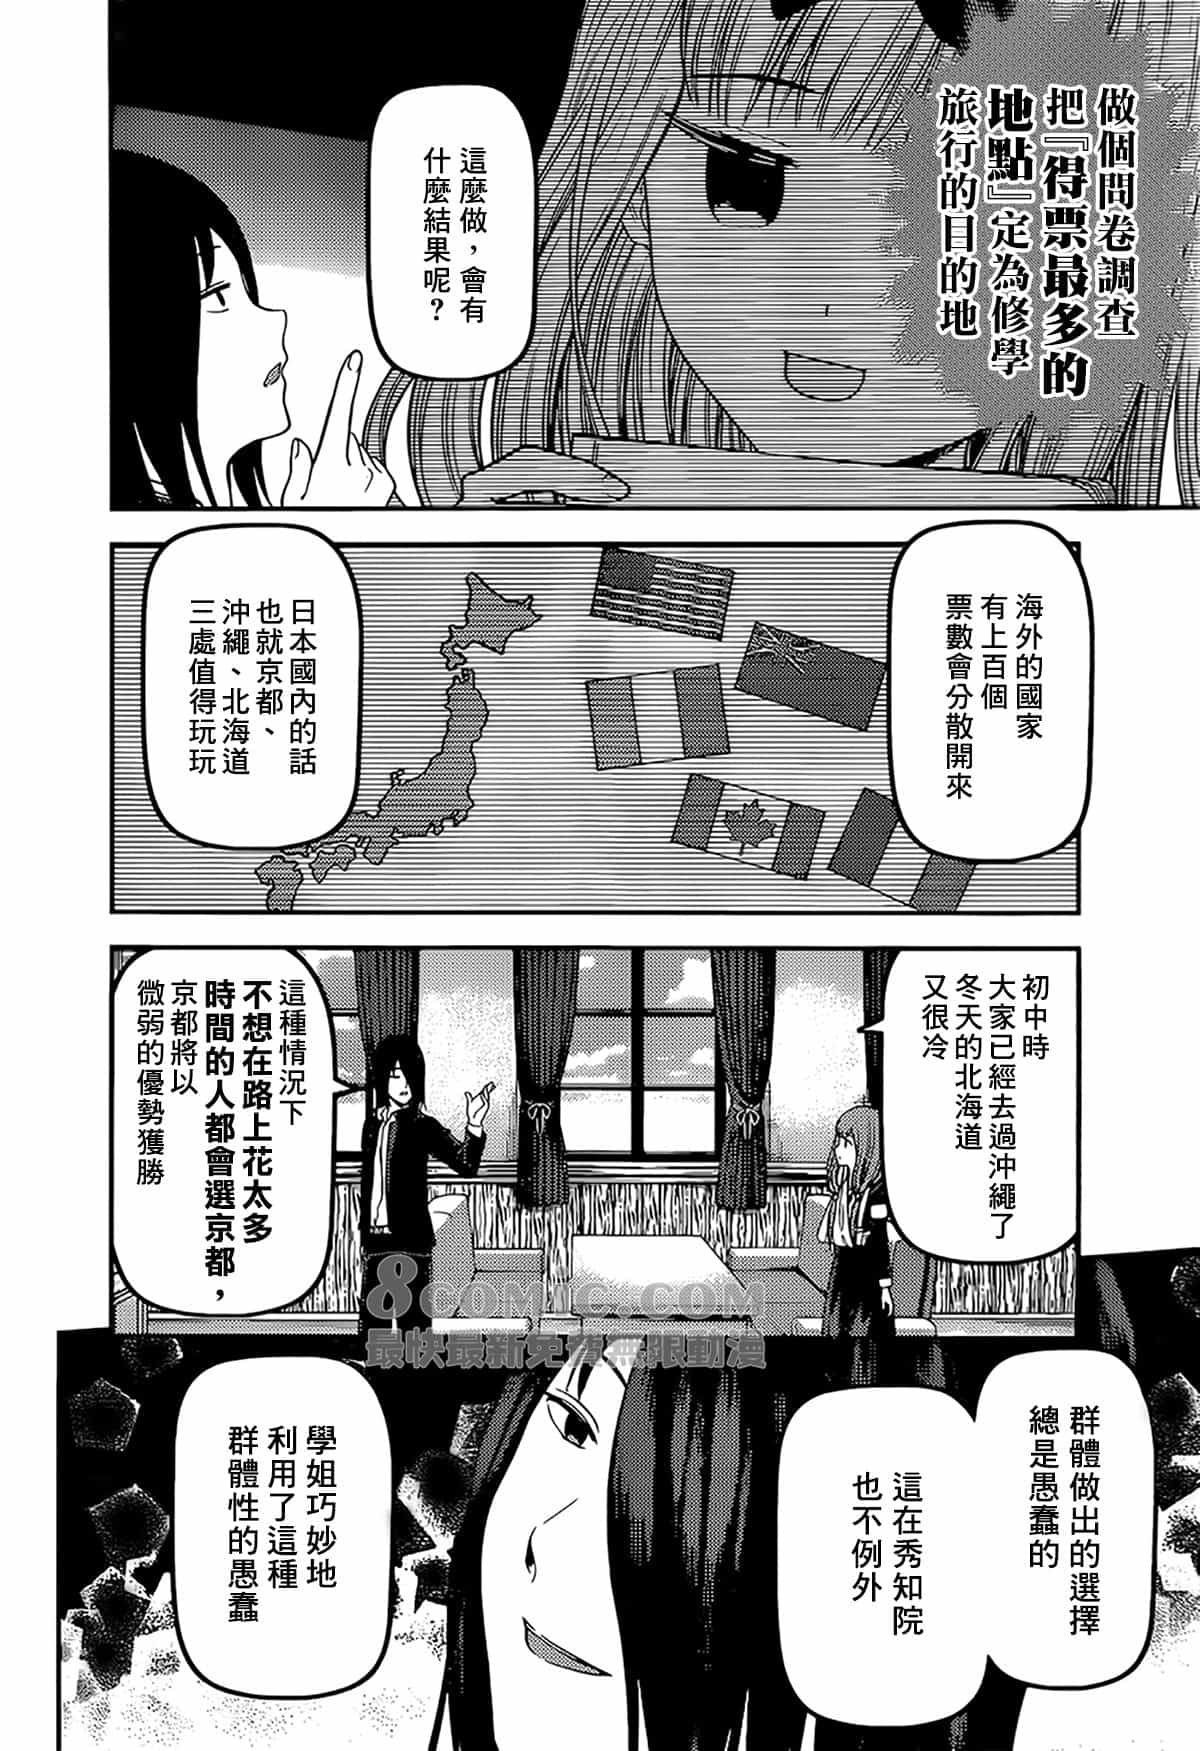 做個問卷調查
把『得票最多的
地點』定為修學
旅行的目的地
這麼做，會有
什麼結果呢？
海外的國家
有上百個
票數會分散開來
日本國內的話
也就京都、
沖繩、北海道
三處值得玩玩
初中時
大家已經去過沖繩了
冬天的北海道
又很冷
這種情況下
不想在路上花太多
時間的人都會選京都，
京都將以
微弱的優勢獲勝
8COMIC.COM
最快最新免費無限動漫
群體做出的選擇
總是愚蠢的
這在秀知院
也不例外
學姐巧妙地
利用了這種
群體性的愚蠢